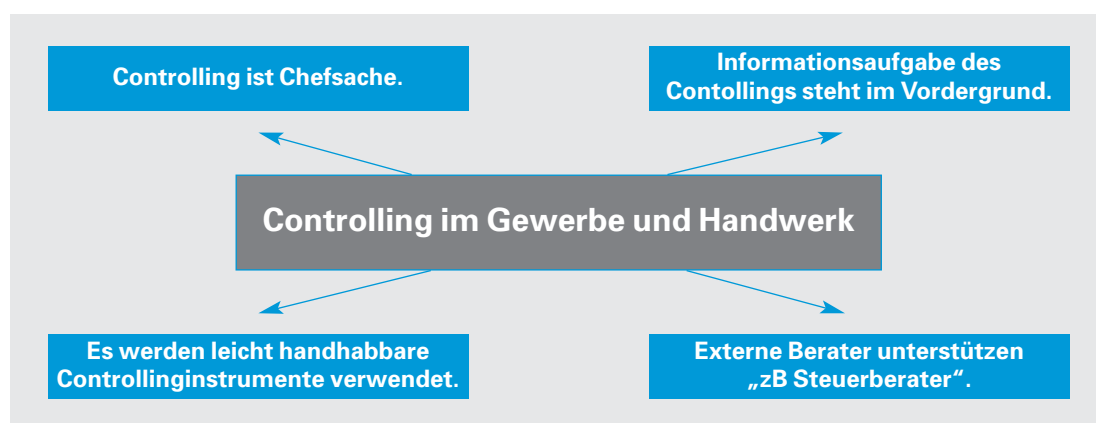 Controlling ist Chefsache.
Informationsaufgabe des
Contollings steht im Vordergrund.
Controlling im Gewerbe und Handwerk
Es werden leicht handhabbare
Controllinginstrumente verwendet.
Externe Berater unterstützen
„zB Steuerberater“.